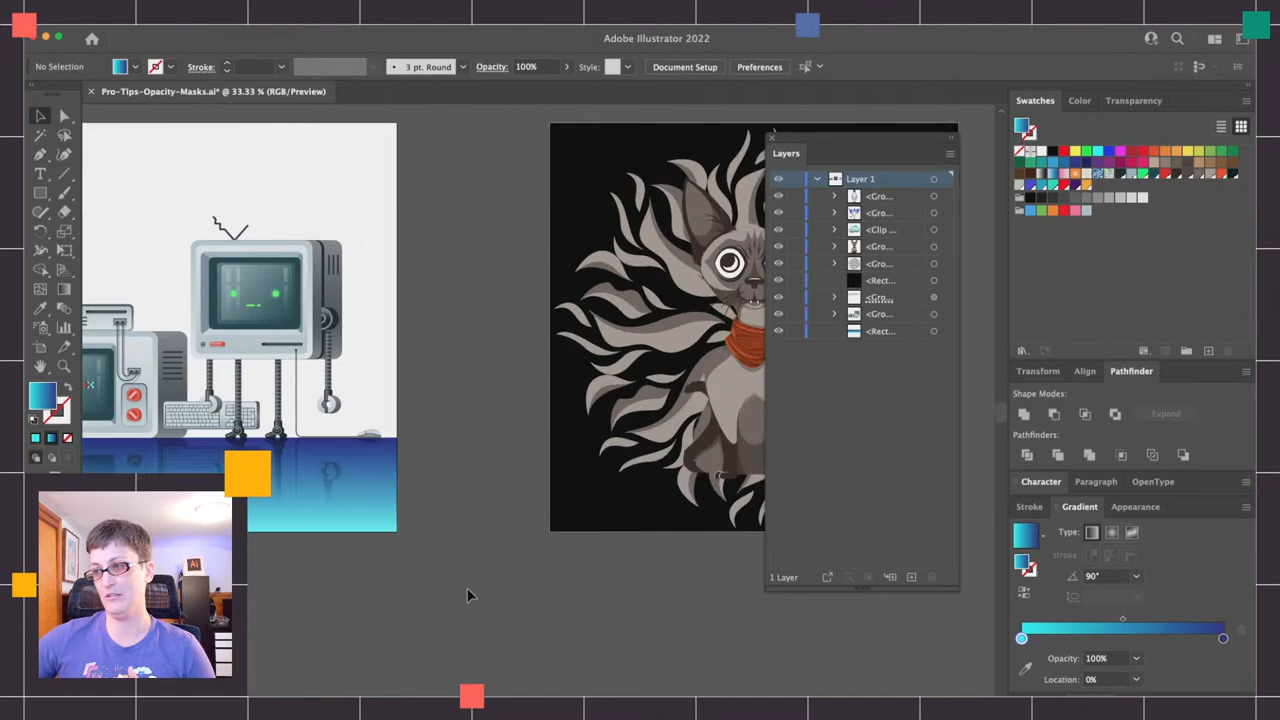 Adobe Illustrator 2022
No Selection
Stroke:
3 pt. Round
Opacity:
100%
Style:
Document Setup
Preferences
Pro-Tips-Opacity-Masks.ai* @ 33.33 % (RGB/Preview)
Swatches
Color
Transparency
Layers
Layer 1
<Gro...
<Gro...
<Clip ...
<Gro...
<Gro...
<Rect...
<Gro...
<Gro...
<Rect...
1 Layer
Transform
Align
Pathfinder
Shape Modes:
Expand
Pathfinders:
Character
Paragraph
OpenType
Stroke
Gradient
Appearance
Type:
Stroke:
90°
Opacity:
100%
Location:
0%
Ai